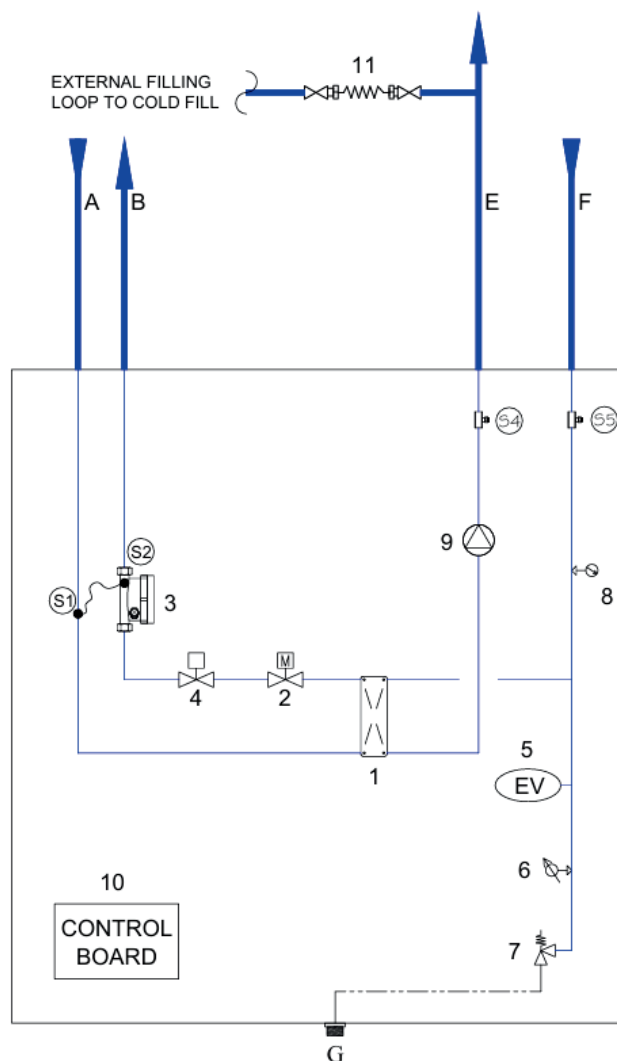 11
EXTERNAL FILLING
LOOP TO COLD FILL
A
B
E
F
S4
S5
9
S2
8
S1
3
M
4
2
5
1
EV
6
10
CONTROL
BOARD
7
G